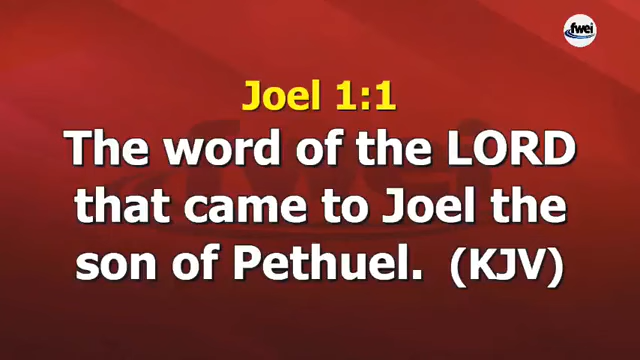 fwei
Joel 1:1
The word of the LORD
that came to Joel the
son of Pethuel. (KJV)